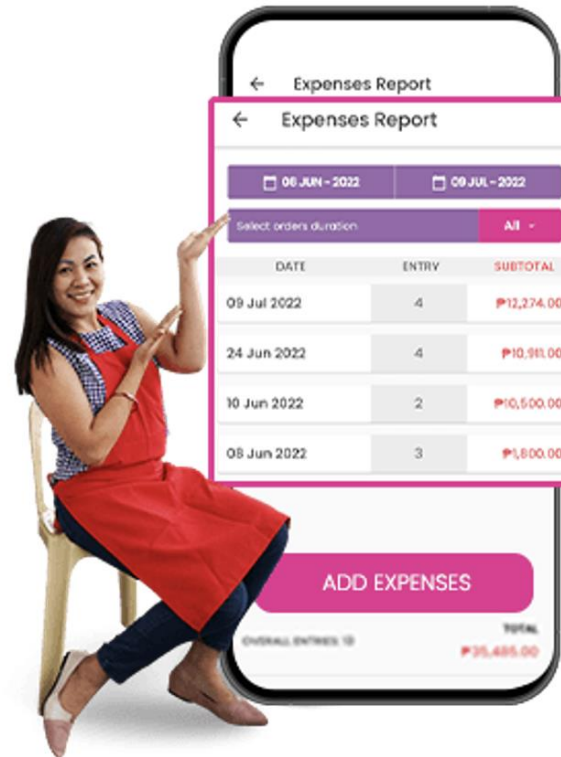 ← Expenses Report
← Expenses Report
06 JUN - 2022 09 JUL - 2022
Select orders duration All
DATE ENTRY SUBTOTAL
09 Jul 2022 4 ₱12,274.00
24 Jun 2022 4 ₱10,911.00
10 Jun 2022 2 ₱10,500.00
08 Jun 2022 3 ₱1,800.00
ADD EXPENSES
TOTAL
OVERALL ENTRIES: 13
₱35,485.00